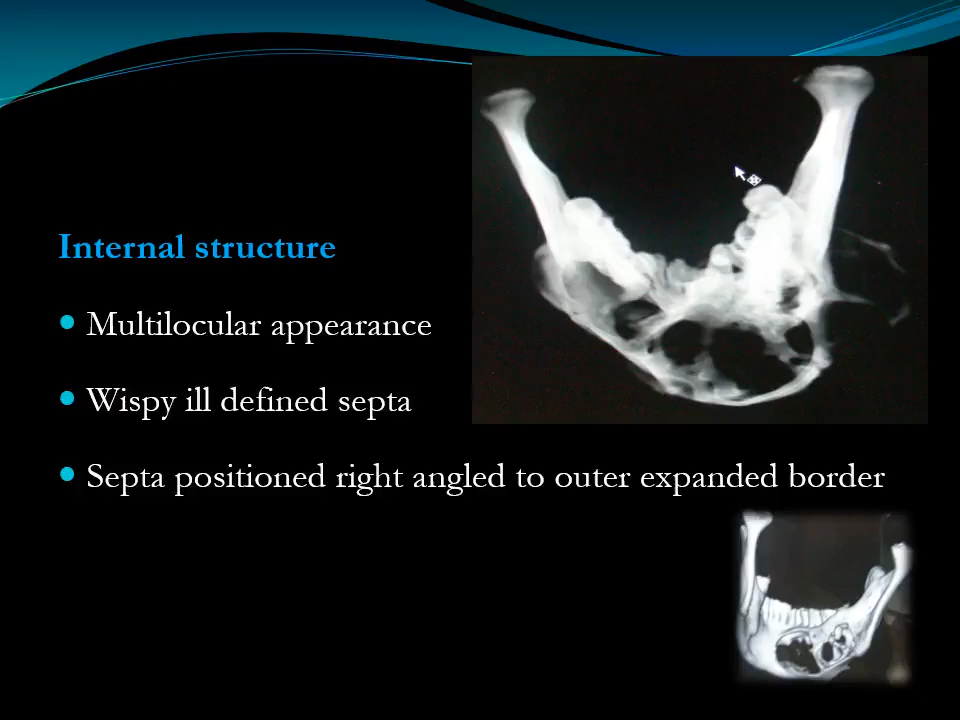 Internal structure
Multilocular appearance
Wispy ill defined septa
Septa positioned right angled to outer expanded border